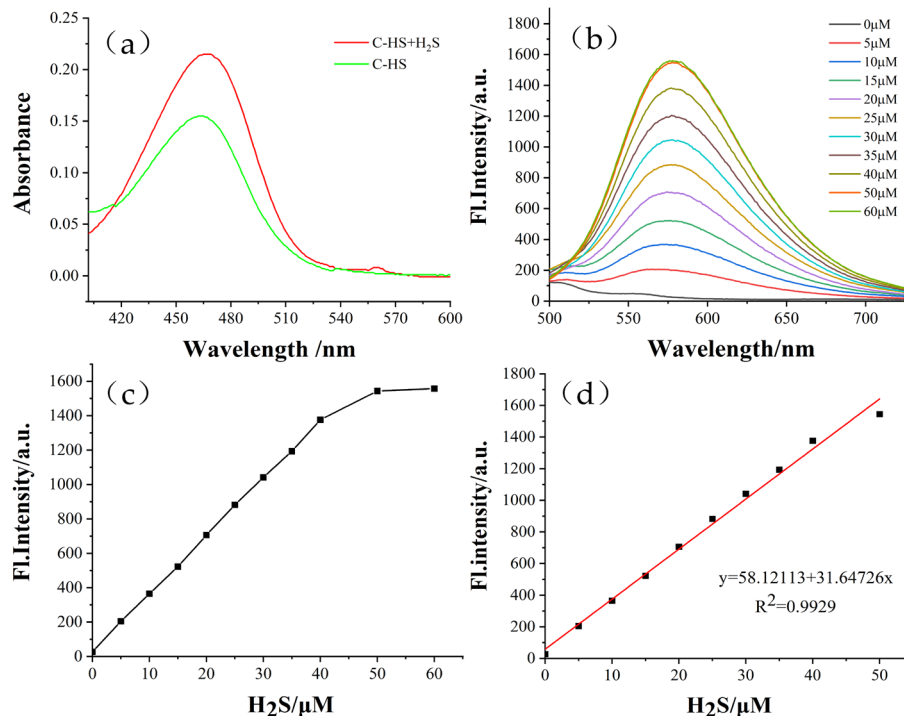 （a）
C-HS+H₂S
C-HS
Absorbance
0.25
0.20
0.15
0.10
0.05
0.00
420 450 480 510 540 570 600
Wavelength /nm
（b）
0μM
5μM
10μM
15μM
20μM
25μM
30μM
35μM
40μM
50μM
60μM
Fl.Intensity/a.u.
1800
1600
1400
1200
1000
800
600
400
200
0
500 550 600 650 700
Wavelength/nm
（c）
Fl.Intensity/a.u.
1600
1400
1200
1000
800
600
400
200
0
0 10 20 30 40 50 60
H₂S/μM
（d）
Fl.intensity/a.u.
1800
1600
1400
1200
1000
800
600
400
200
0
y=58.12113+31.64726x
R²=0.9929
0 10 20 30 40 50
H₂S/μM